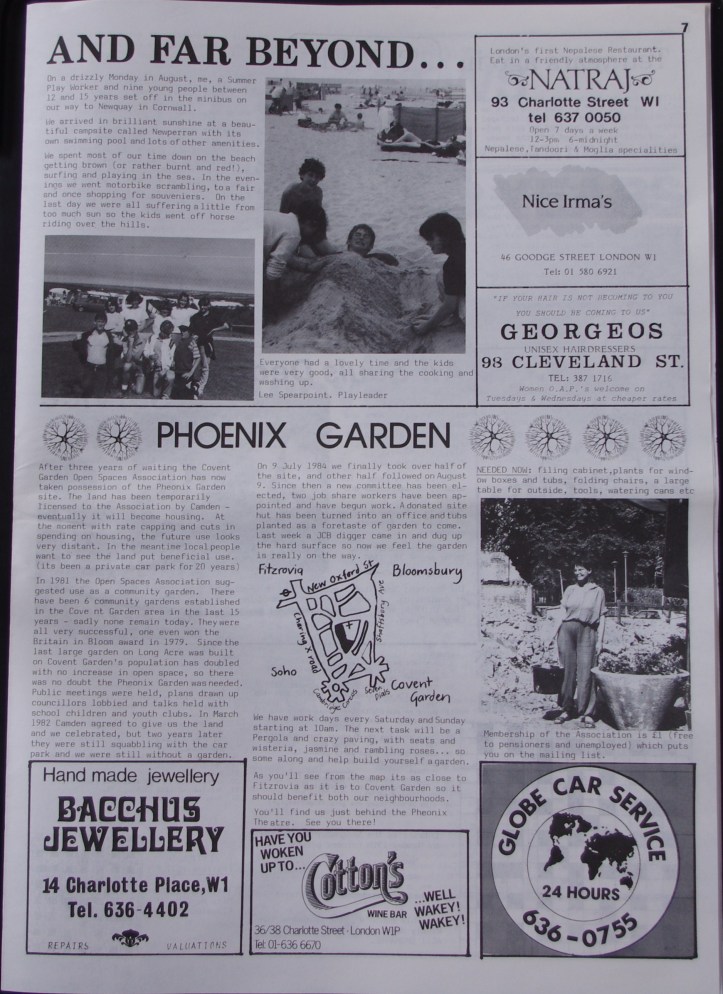 7
AND FAR BEYOND...
On a drizzly Monday in August, me, a Summer
Play Worker and nine young people between
12 and 15 years set off in the minibus on
our way to Newquay in Cornwall.
We arrived in brilliant sunshine at a beau-
tiful campsite called Newperran with its
own swimming pool and lots of other amenities.
We spent most of our time down on the beach
getting brown (or rather burnt and red!),
surfing and playing in the sea. In the even-
ings we went motorbike scrambling, to a fair
and once shopping for souveniers. On the
last day we were all suffering a little from
too much sun so the kids went off horse
riding over the hills.
Everyone had a lovely time and the kids
were very good, all sharing the cooking and
washing up.
Lee Spearpoint. Playleader
London's first Nepalese Restaurant.
Eat in a friendly atmosphere at the
NATRAJ
93 Charlotte Street W1
tel 637 0050
Open 7 days a week
12-3pm 6-midnight
Nepalese,Tandoori & Moglia specialities
Nice Irma's
46 GOODGE STREET LONDON W1
Tel: 01 580 6921
"IF YOUR HAIR IS NOT BECOMING TO YOU
YOU SHOULD BE COMING TO US"
GEORGEOS
UNISEX HAIRDRESSERS
98 CLEVELAND ST.
TEL: 387 1716
Women O.A.P.'s welcome on
Tuesdays & Wednesdays at cheaper rates
PHOENIX GARDEN
After three years of waiting the Covent
Garden Open Spaces Association has now
taken possession of the Pheonix Garden
site. The land has been temporarily
licensed to the Association by Camden -
eventually it will become housing. At
the moment with rate capping and cuts in
spending on housing, the future use looks
very distant. In the meantime local people
want to see the land put beneficial use.
(its been a private car park for 20 years)
In 1981 the Open Spaces Association sug-
gested use as a community garden. There
have been 6 community gardens established
in the Cove nt Garden area in the last 15
years - sadly none remain today. They were
all very successful, one even won the
Britain in Bloom award in 1979. Since the
last large garden on Long Acre was built
on Covent Garden's population has doubled
with no increase in open space, so there
was no doubt the Pheonix Garden was needed.
Public meetings were held, plans drawn up
councillors lobbied and talks held with
school children and youth clubs. In March
1982 Camden agreed to give us the land
and we celebrated, but two years later
they were still squabbling with the car
park and we were still without a garden.
On 9 July 1984 we finally took over half of
the site, and other half followed on August
9. Since then a new committee has been el-
ected, two job share workers have been ap-
pointed and have begun work. A donated site
hut has been turned into an office and tubs
planted as a foretaste of garden to come.
Last week a JCB digger came in and dug up
the hard surface so now we feel the garden
is really on the way.
Fitzrovia
New Oxford St
Bloomsbury
Charing X road
Shaftesbury ave
Soho
Cambridge Circus
Seven Dials
Covent
Garden
We have work days every Saturday and Sunday
starting at 10am. The next task will be a
Pergola and crazy paving, with seats and
wisteria, jasmine and rambling roses... so
some along and help build yourself a garden.
As you'll see from the map its as close to
Fitzrovia as it is to Covent Garden so it
should benefit both our neighbourhoods.
You'll find us just behind the Pheonix
Theatre. See you there!
NEEDED NOW: filing cabinet,plants for wind-
ow boxes and tubs, folding chairs, a large
table for outside, tools, watering cans etc
Membership of the Association is £1 (free
to pensioners and unemployed) which puts
you on the mailing list.
Hand made jewellery
BACCHUS
JEWELLERY
14 Charlotte Place,W1
Tel. 636-4402
REPAIRS VALUATIONS
HAVE YOU
WOKEN
UP TO...
Cotton's
WINE BAR
...WELL
WAKEY!
WAKEY!
36/38 Charlotte Street · London W1P
Tel: 01-636 6670
GLOBE CAR SERVICE
24 HOURS
636-0755